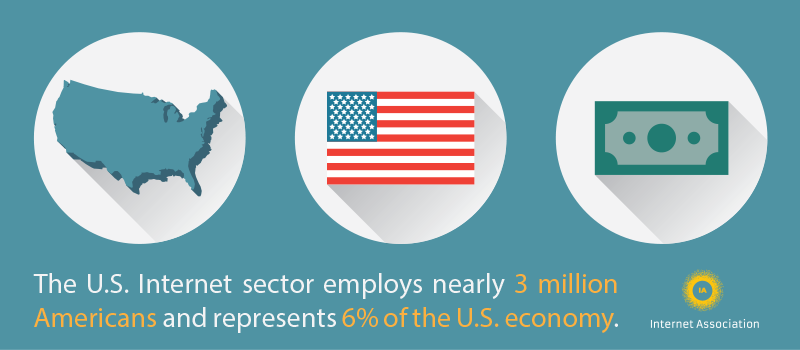 The U.S. Internet sector employs nearly 3 million
Americans and represents 6% of the U.S. economy.
IA
Internet Association